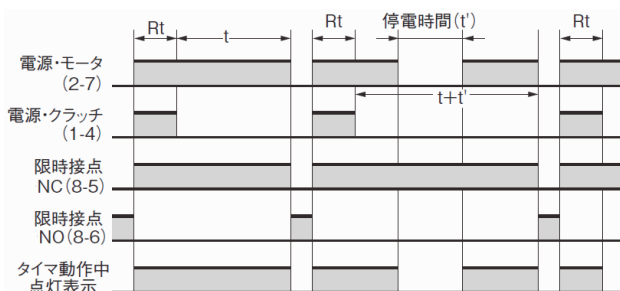 Rt
t
Rt
停電時間(t')
Rt
電源・モータ
(2-7)
t+t'
電源・クラッチ
(1-4)
限時接点
NC(8-5)
限時接点
NO(8-6)
タイマ動作中
点灯表示